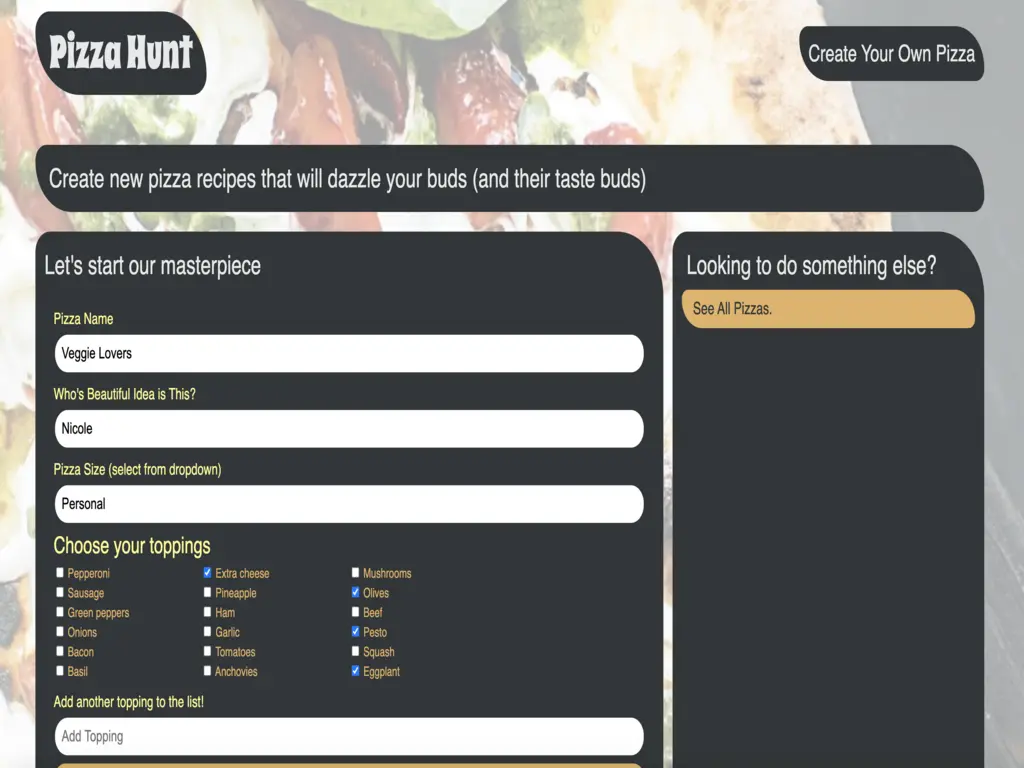 Pizza Hunt
Create Your Own Pizza
Create new pizza recipes that will dazzle your buds (and their taste buds)
Let's start our masterpiece
Pizza Name
Veggie Lovers
Who's Beautiful Idea is This?
Nicole
Pizza Size (select from dropdown)
Personal
Choose your toppings
Pepperoni Extra cheese Mushrooms
Sausage Pineapple Olives
Green peppers Ham Beef
Onions Garlic Pesto
Bacon Tomatoes Squash
Basil Anchovies Eggplant
Add another topping to the list!
Add Topping
Looking to do something else?
See All Pizzas.